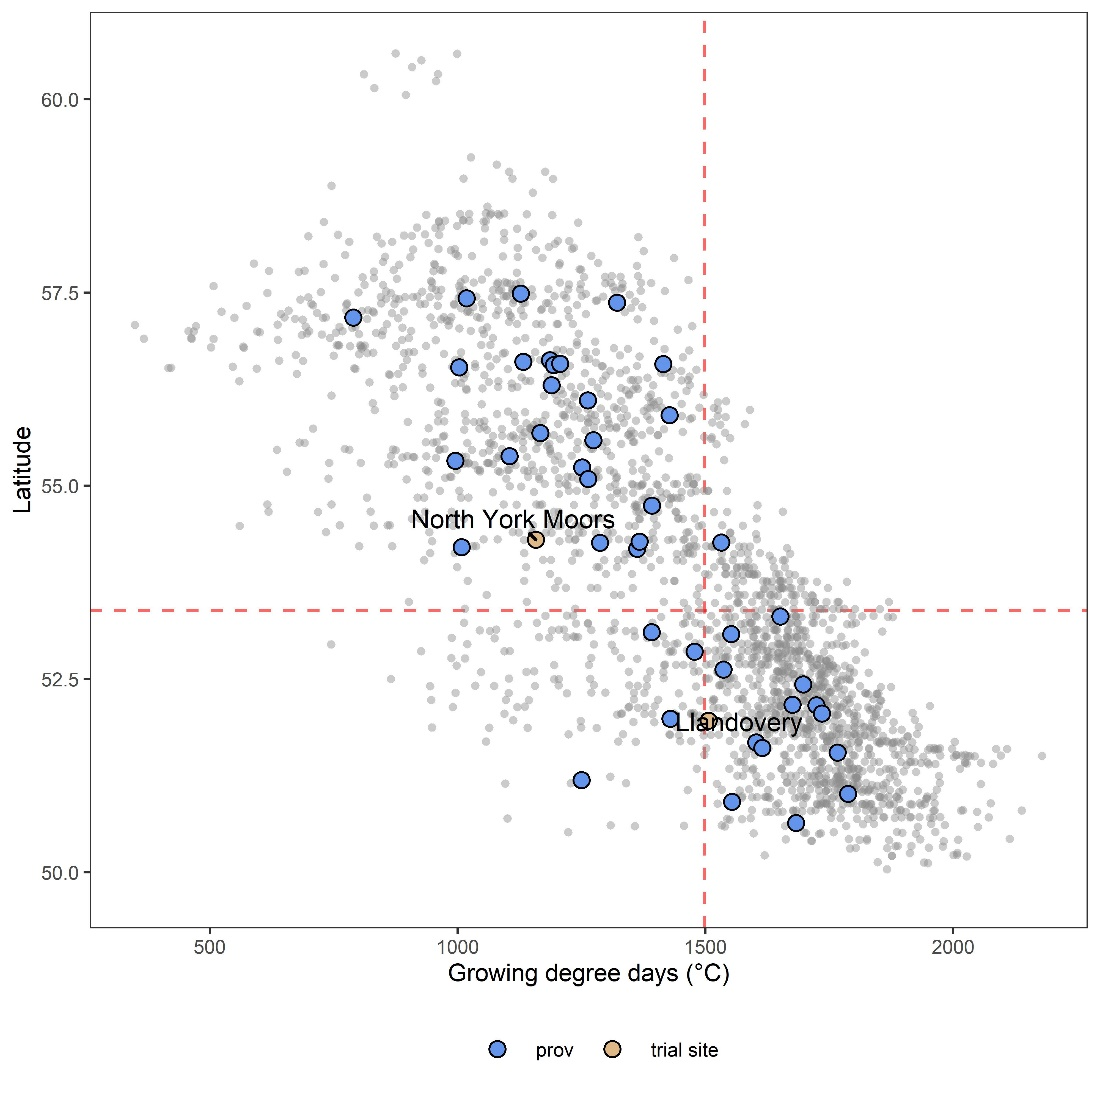 60.0
57.5
55.0
52.5
50.0
Latitude
North York Moors
Llandovery
500 1000 1500 2000
Growing degree days (°C)
prov trial site